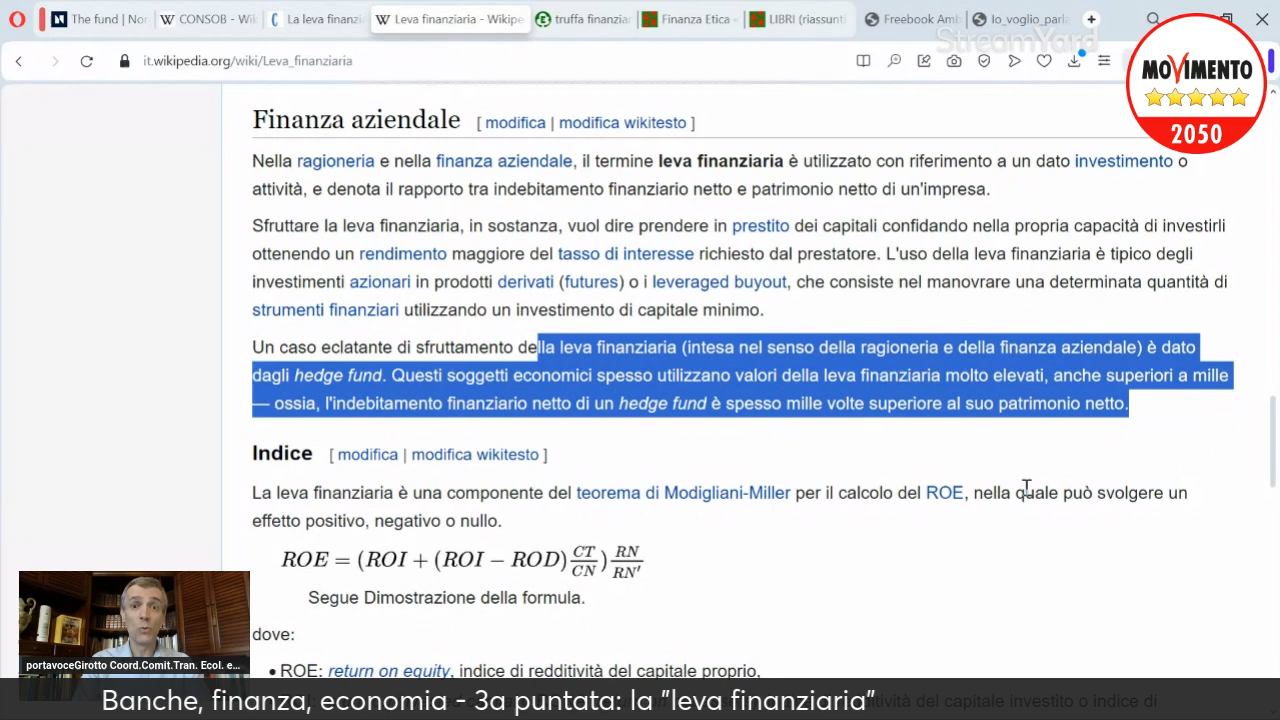 The fund | Nor
CONSOB - Wik
La leva finanzi
Leva finanziaria - Wikipe
truffa finanzia
Finanza Etica -
LIBRI (riassunti
Freebook Amb
Io_voglio_parla
StreamYard
it.wikipedia.org/wiki/Leva_finanziaria
MOVIMENTO
2050
Finanza aziendale [ modifica | modifica wikitesto ]
Nella ragioneria e nella finanza aziendale, il termine leva finanziaria è utilizzato con riferimento a un dato investimento o
attività, e denota il rapporto tra indebitamento finanziario netto e patrimonio netto di un'impresa.
Sfruttare la leva finanziaria, in sostanza, vuol dire prendere in prestito dei capitali confidando nella propria capacità di investirli
ottenendo un rendimento maggiore del tasso di interesse richiesto dal prestatore. L'uso della leva finanziaria è tipico degli
investimenti azionari in prodotti derivati (futures) o i leveraged buyout, che consiste nel manovrare una determinata quantità di
strumenti finanziari utilizzando un investimento di capitale minimo.
Un caso eclatante di sfruttamento della leva finanziaria (intesa nel senso della ragioneria e della finanza aziendale) è dato
dagli hedge fund. Questi soggetti economici spesso utilizzano valori della leva finanziaria molto elevati, anche superiori a mille
— ossia, l'indebitamento finanziario netto di un hedge fund è spesso mille volte superiore al suo patrimonio netto.
Indice [ modifica | modifica wikitesto ]
La leva finanziaria è una componente del teorema di Modigliani-Miller per il calcolo del ROE, nella quale può svolgere un
effetto positivo, negativo o nullo.
ROE = (ROI + (ROI − ROD) CT/CN) RN/RN'
Segue Dimostrazione della formula.
dove:
• ROE: return on equity, indice di redditività del capitale proprio,
portavoceGirotto Coord.Comit.Tran. Ecol. e...
Banche, finanza, economia - 3a puntata: la "leva finanziaria"
ditività del capitale investito o indice di